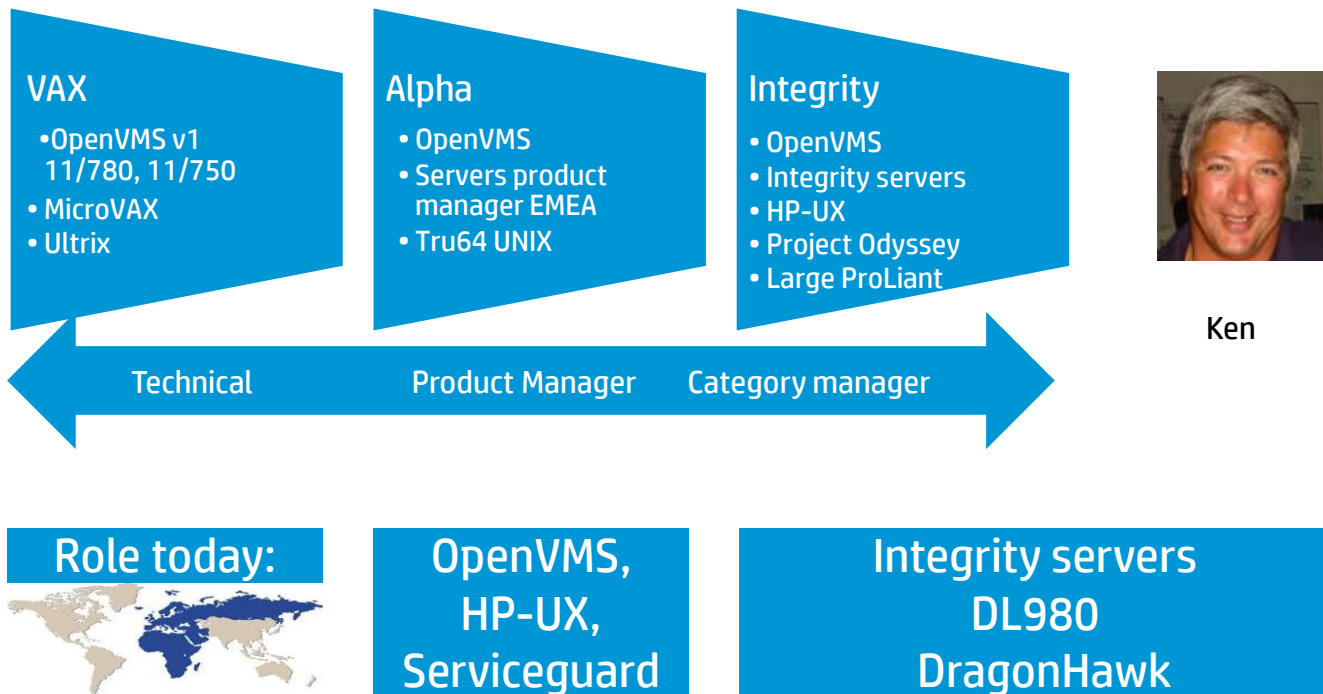 VAX
•OpenVMS v1
11/780, 11/750
• MicroVAX
• Ultrix
Alpha
• OpenVMS
• Servers product
manager EMEA
• Tru64 UNIX
Integrity
• OpenVMS
• Integrity servers
• HP-UX
• Project Odyssey
• Large ProLiant
Ken
Technical
Product Manager
Category manager
Role today:
OpenVMS,
HP-UX,
Serviceguard
Integrity servers
DL980
DragonHawk